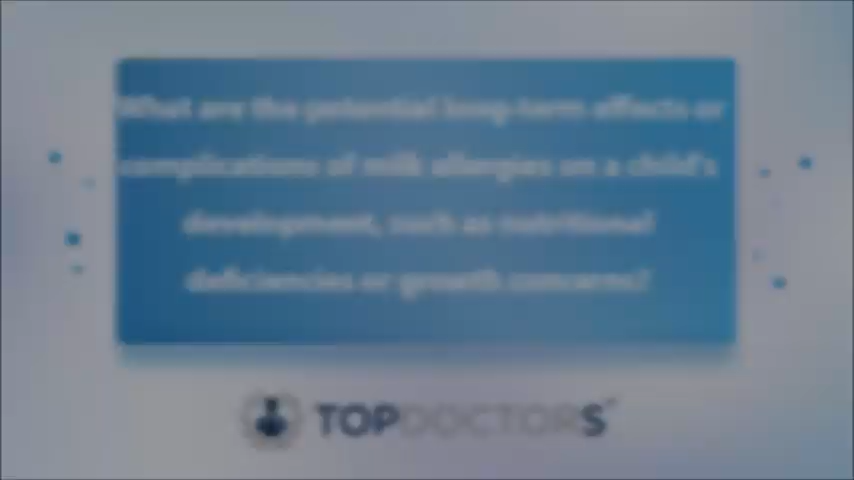 What are the potential long-term effects or
complications of milk allergies on a child's
development, such as nutritional
deficiencies or growth concerns?
TOPDOCTORS